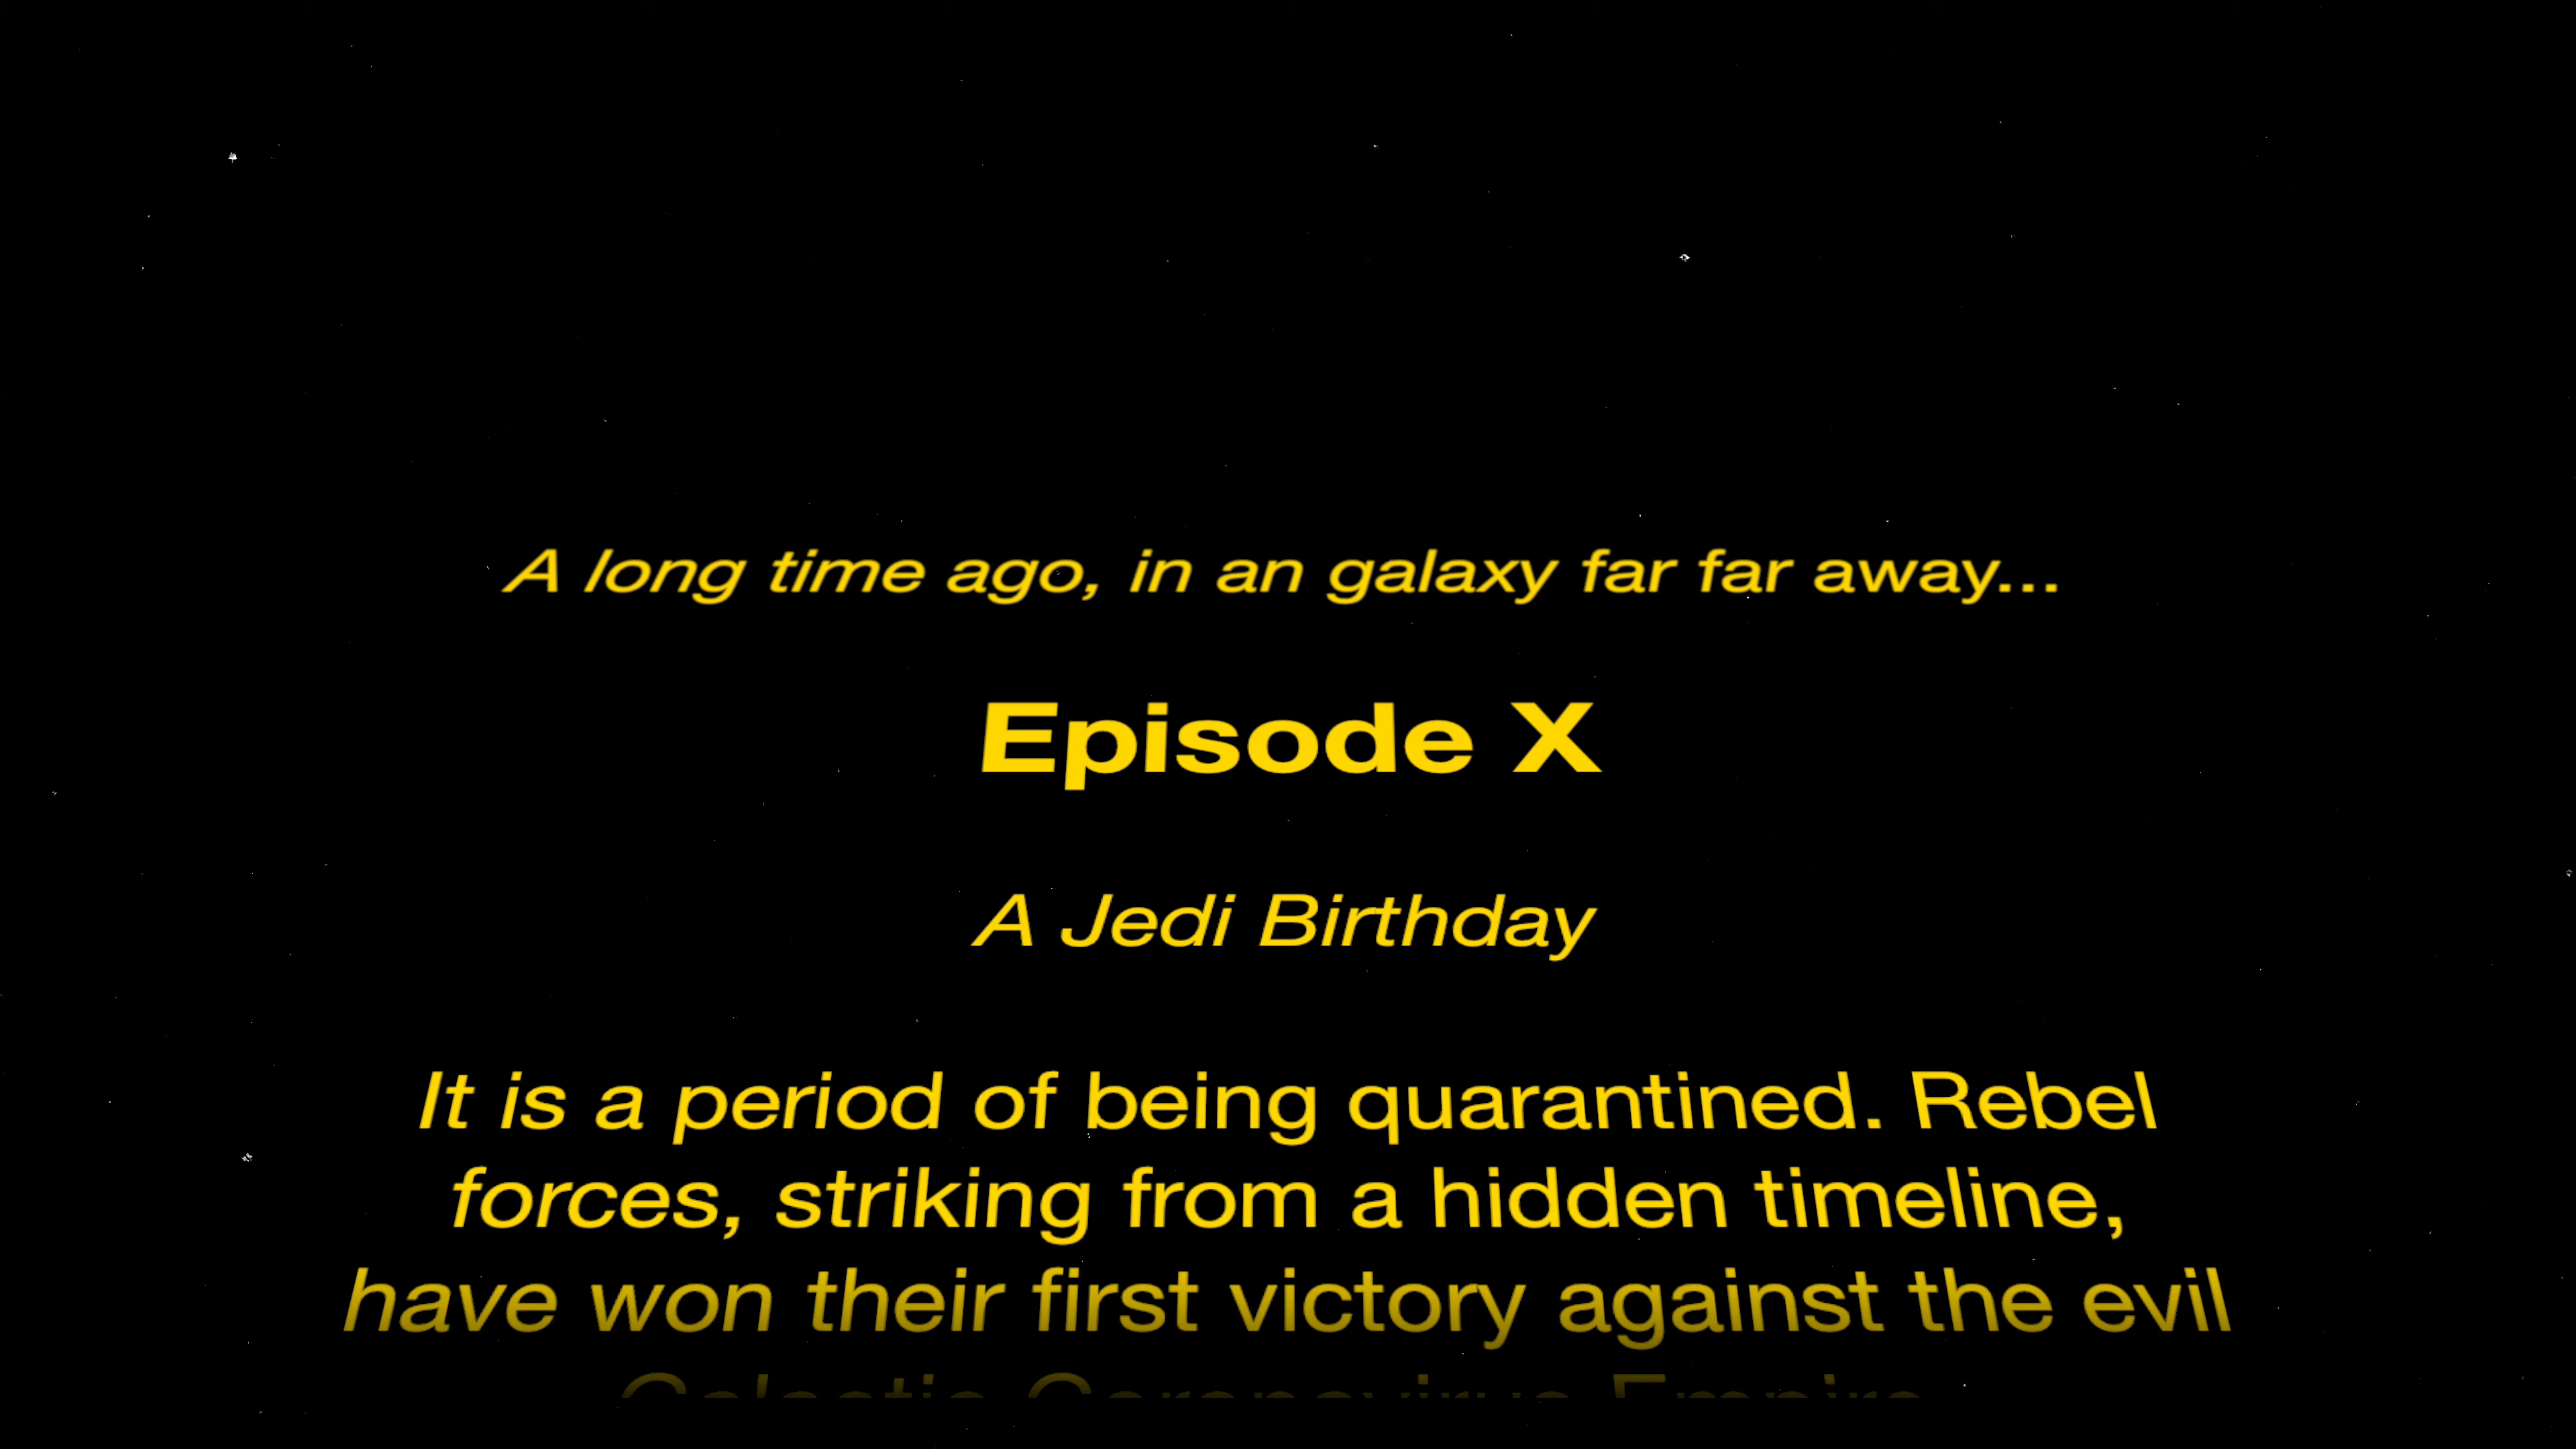 A long time ago, in an galaxy far far away...
Episode X
A Jedi Birthday
It is a period of being quarantined. Rebel
forces, striking from a hidden timeline,
have won their first victory against the evil
Galactic Coronavirus Empire